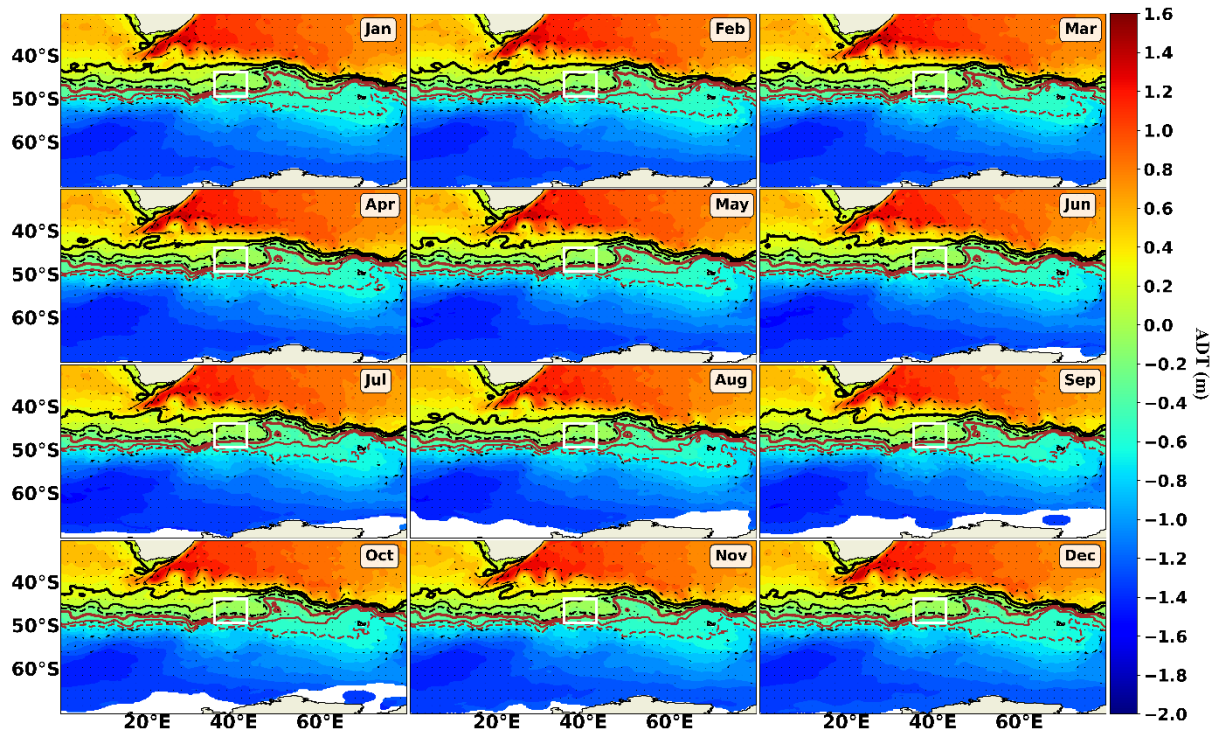 Jan
Feb
Mar
40°S
50°S
60°S
Apr
May
Jun
40°S
50°S
60°S
Jul
Aug
Sep
40°S
50°S
60°S
Oct
Nov
Dec
40°S
50°S
60°S
20°E 40°E 60°E
20°E 40°E 60°E
20°E 40°E 60°E
1.6
1.4
1.2
1.0
0.8
0.6
0.4
0.2
0.0
−0.2
−0.4
−0.6
−0.8
−1.0
−1.2
−1.4
−1.6
−1.8
−2.0
ADT (m)